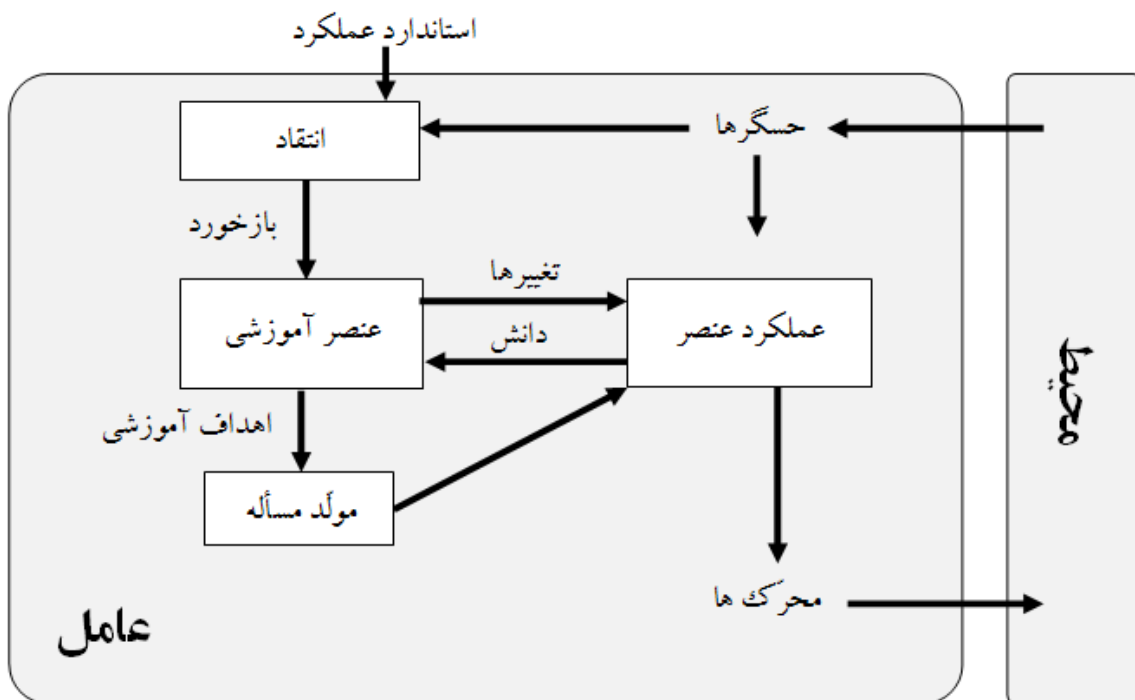 استاندارد عملکرد
حسگرها
انتقاد
بازخورد
تغییرها
عنصر آموزشی
عملکرد عنصر
دانش
محیط
اهداف آموزشی
مولّد مسأله
محرّک ها
عامل